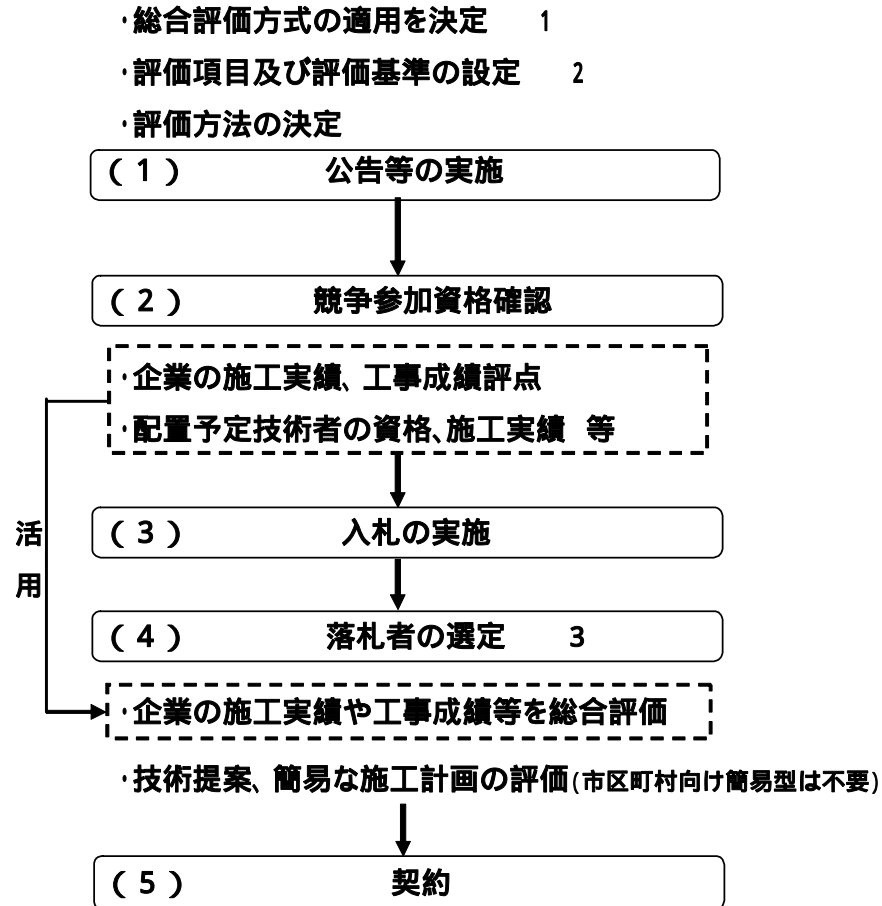 ・総合評価方式の適用を決定　1
・評価項目及び評価基準の設定　2
・評価方法の決定
(1)　公告等の実施
(2)　競争参加資格確認
・企業の施工実績、工事成績評点
・配置予定技術者の資格、施工実績 等
活用
(3)　入札の実施
(4)　落札者の選定　3
・企業の施工実績や工事成績等を総合評価
・技術提案、簡易な施工計画の評価(市区町村向け簡易型は不要)
(5)　契約